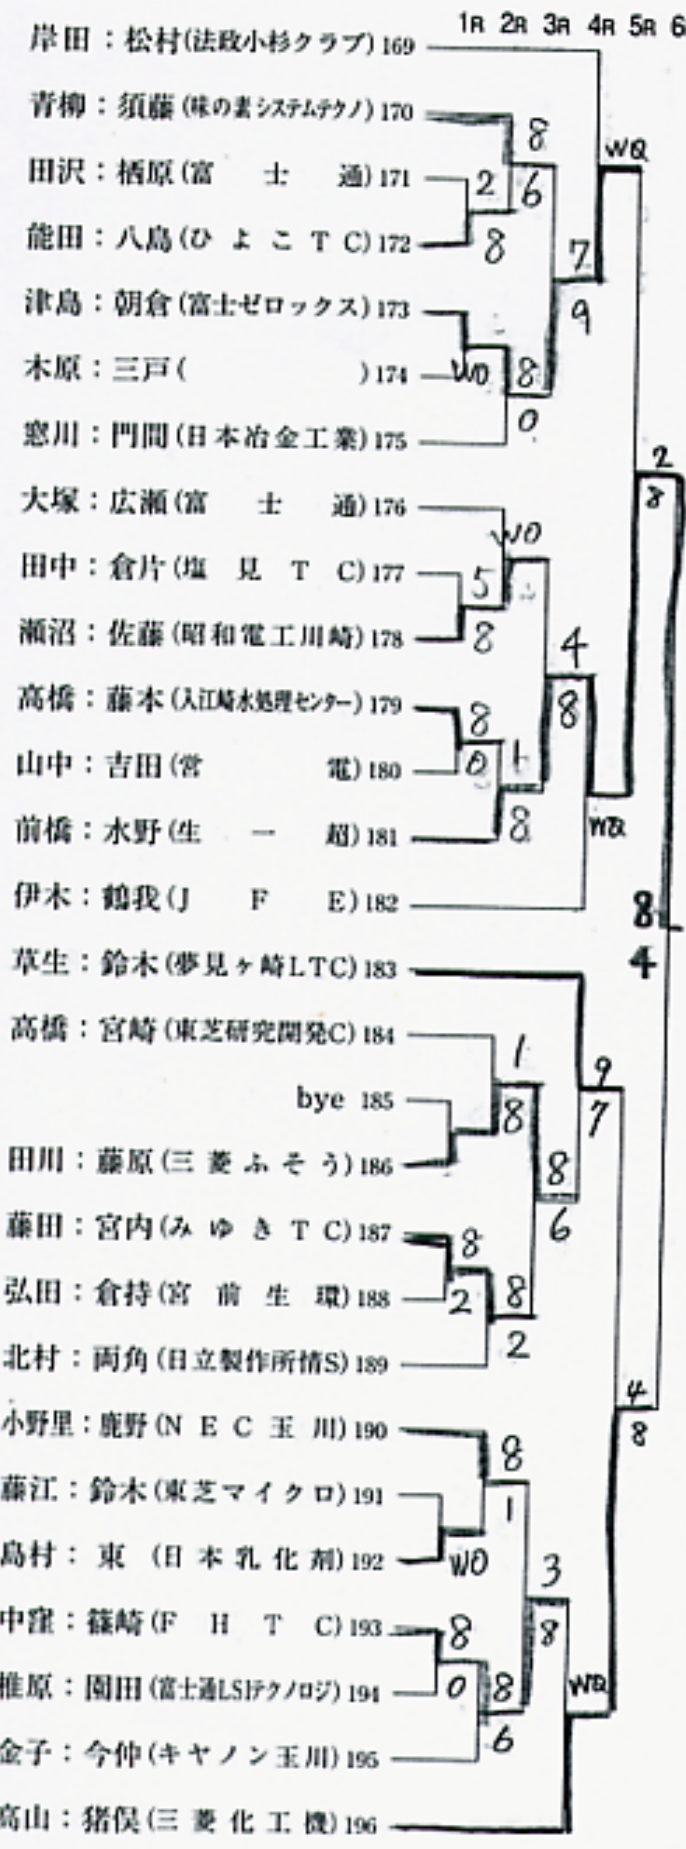 1R 2R 3R 4R 5R 6
岸田：松村(法政小杉クラブ)169
青柳：須藤(味の素システムテクノ)170
8
WO
田沢：栖原(富 士 通)171
2 6
能田：八島(ひよこTC)172
8
7
津島：朝倉(富士ゼロックス)173
9
木原：三戸( )174
WO 8
窓川：門間(日本冶金工業)175
0
2
大塚：広瀬(富 士 通)176
8
WO
田中：倉片(塩 見 T C)177
5
瀬沼：佐藤(昭和電工川崎)178
8 4
高橋：藤本(入江崎水処理センター)179
8 8
山中：吉田(営 電)180
0 1
前橋：水野(生 一 超)181
8 WO
伊木：鶴我(J F E)182
8
草生：鈴木(夢見ヶ崎LTC)183
4
高橋：宮崎(東芝研究開発C)184
1
9
bye 185
8 7
田川：藤原(三菱ふそう)186
8
藤田：宮内(みゆきTC)187
8 6
弘田：倉持(宮前生環)188
2 8
北村：両角(日立製作所情S)189
2
4
小野里：鹿野(NEC玉川)190
8
8
藤江：鈴木(東芝マイクロ)191
1
島村：東 (日本乳化剤)192
WO 3
中窪：篠崎(F H T C)193
8 8
椎原：園田(富士通LSIテクノロジ)194
0 8 WO
金子：今仲(キヤノン玉川)195
6
高山：猪俣(三菱化工機)196